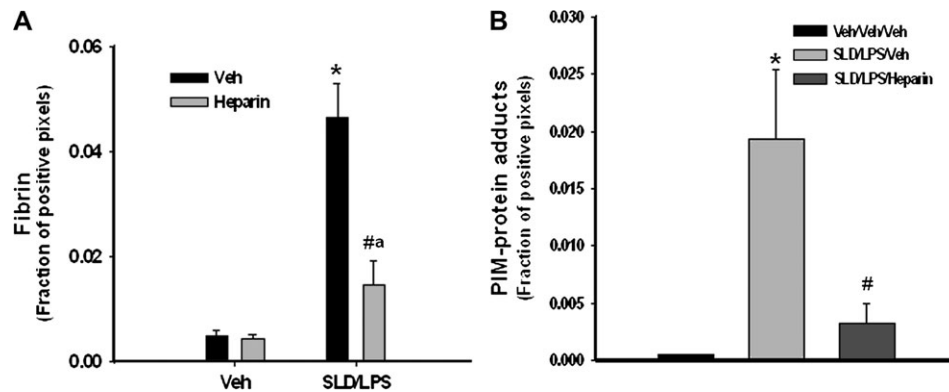 A
Fibrin
(Fraction of positive pixels)
0.06
0.04
0.02
0.00
Veh
Heparin
*
#a
Veh
SLD/LPS
B
PIM-protein adducts
(Fraction of positive pixels)
0.030
0.025
0.020
0.015
0.010
0.005
0.000
Veh/Veh/Veh
SLD/LPS/Veh
SLD/LPS/Heparin
*
#